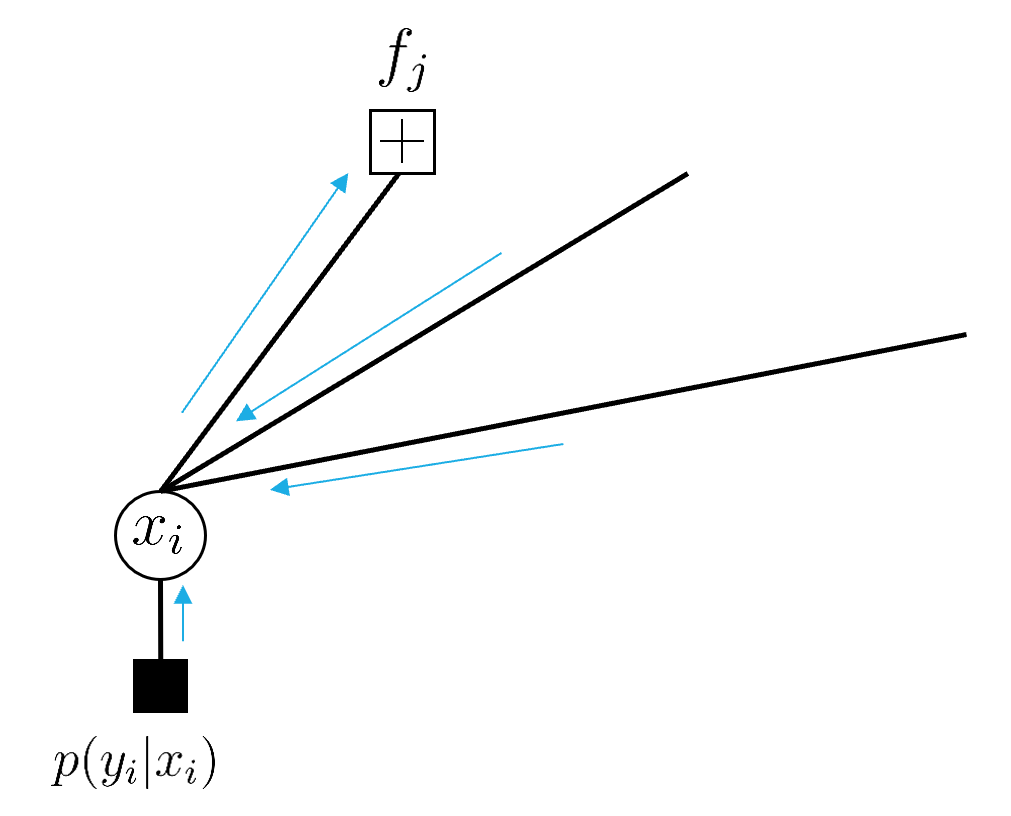 f_j
+
x_i
p(y_i|x_i)